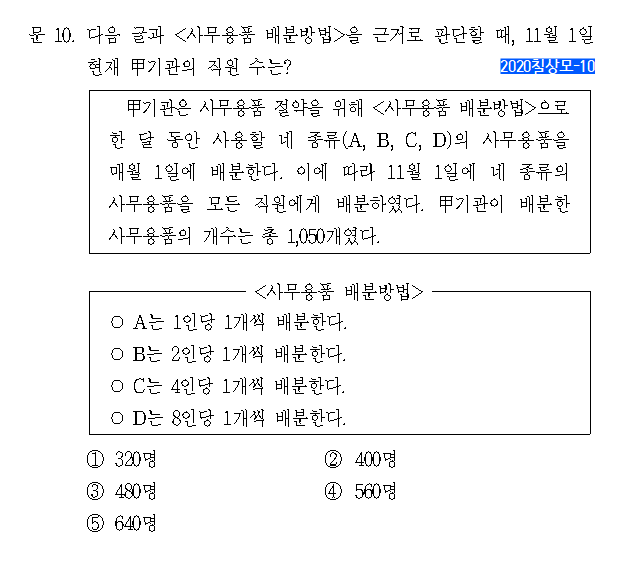 문 10. 다음 글과 <사무용품 배분방법>을 근거로 판단할 때, 11월 1일
현재 甲기관의 직원 수는?
2020침상모-10
甲기관은 사무용품 절약을 위해 <사무용품 배분방법>으로
한 달 동안 사용할 네 종류(A, B, C, D)의 사무용품을
매월 1일에 배분한다. 이에 따라 11월 1일에 네 종류의
사무용품을 모든 직원에게 배분하였다. 甲기관이 배분한
사무용품의 개수는 총 1,050개였다.
<사무용품 배분방법>
○ A는 1인당 1개씩 배분한다.
○ B는 2인당 1개씩 배분한다.
○ C는 4인당 1개씩 배분한다.
○ D는 8인당 1개씩 배분한다.
① 320명 ② 400명
③ 480명 ④ 560명
⑤ 640명